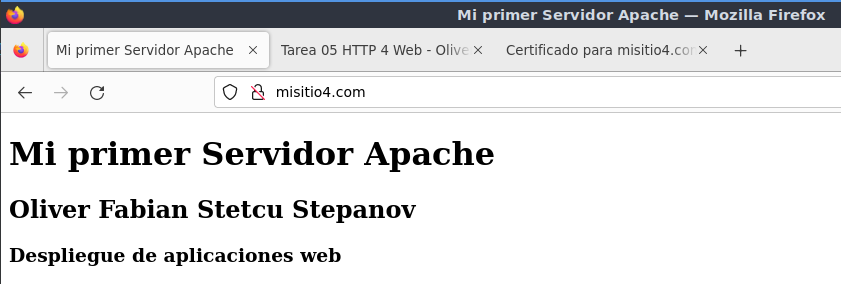 Mi primer Servidor Apache — Mozilla Firefox
Mi primer Servidor Apache
Tarea 05 HTTP 4 Web - Olive
Certificado para misitio4.cor
misitio4.com
Mi primer Servidor Apache
Oliver Fabian Stetcu Stepanov
Despliegue de aplicaciones web